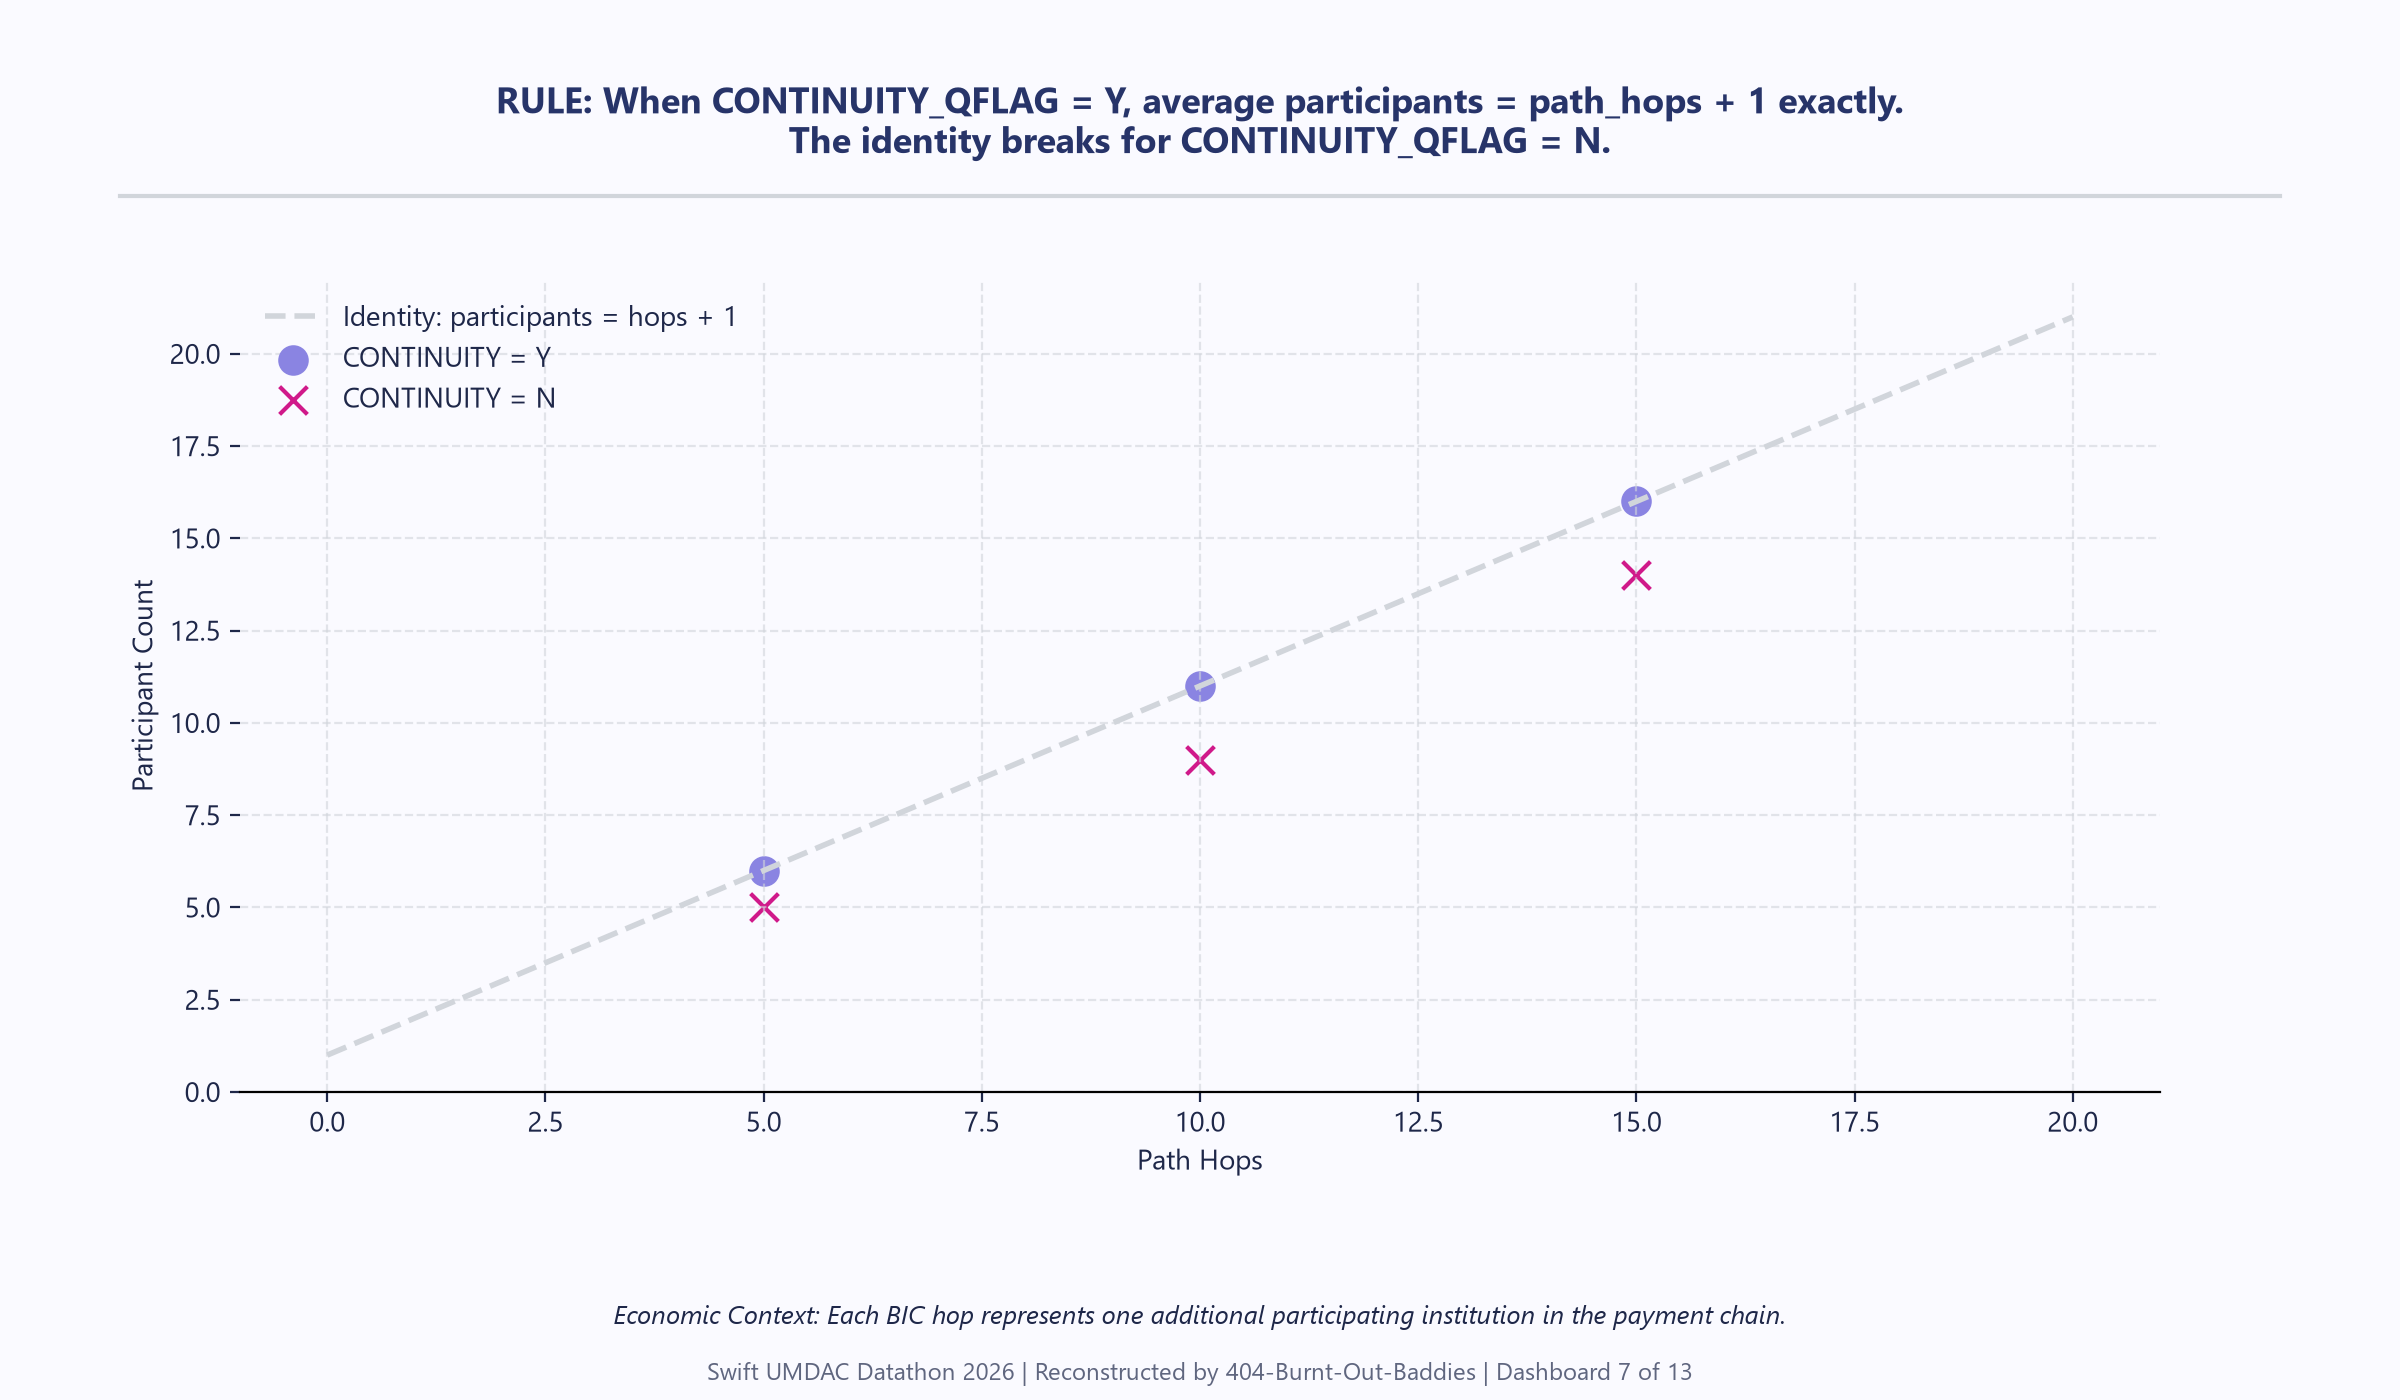 RULE: When CONTINUITY_QFLAG = Y, average participants = path_hops + 1 exactly.
The identity breaks for CONTINUITY_QFLAG = N.
Identity: participants = hops + 1
CONTINUITY = Y
CONTINUITY = N
20.0
17.5
15.0
12.5
10.0
7.5
5.0
2.5
0.0
Participant Count
0.0 2.5 5.0 7.5 10.0 12.5 15.0 17.5 20.0
Path Hops
Economic Context: Each BIC hop represents one additional participating institution in the payment chain.
Swift UMDAC Datathon 2026 | Reconstructed by 404-Burnt-Out-Baddies | Dashboard 7 of 13